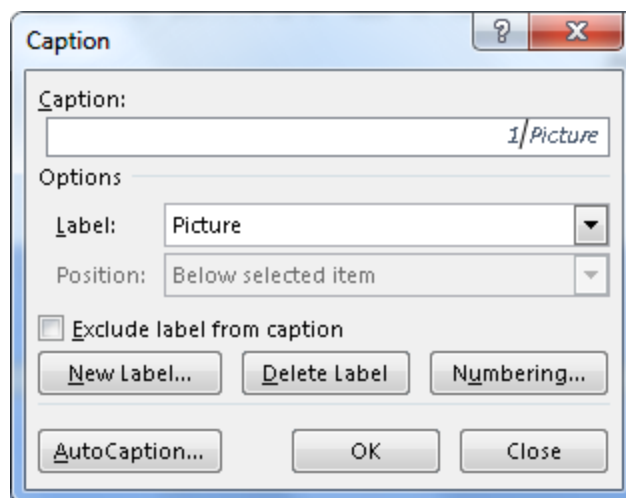 Caption
Caption:
1 Picture
Options
Label: Picture
Position: Below selected item
Exclude label from caption
New Label... Delete Label Numbering...
AutoCaption... OK Close